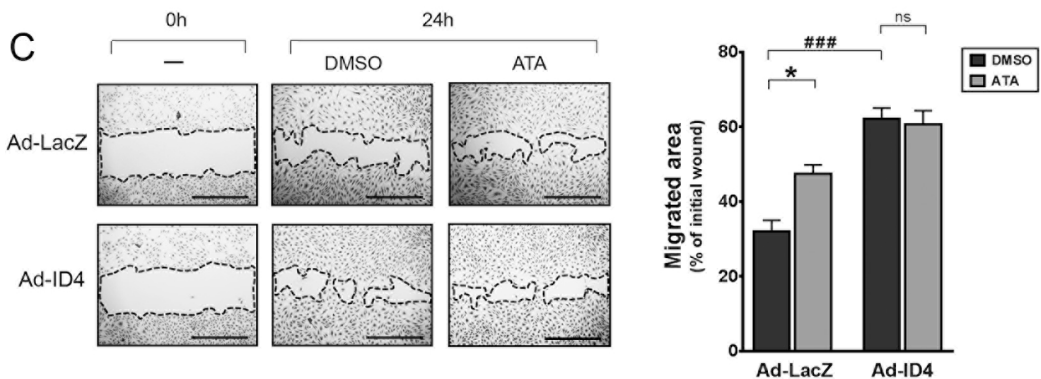 C
0h
24h
—
DMSO
ATA
Ad-LacZ
Ad-ID4
ns
###
*
DMSO
ATA
Migrated area
(% of initial wound)
80
60
40
20
0
Ad-LacZ
Ad-ID4